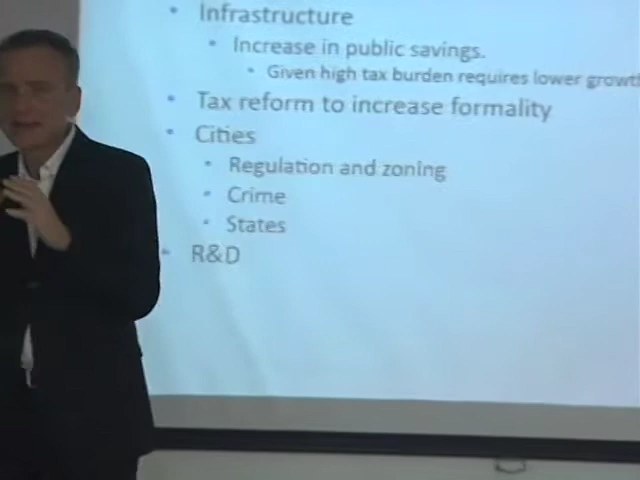 • Infrastructure
• Increase in public savings.
• Given high tax burden requires lower growth
• Tax reform to increase formality
• Cities
• Regulation and zoning
• Crime
• States
• R&D